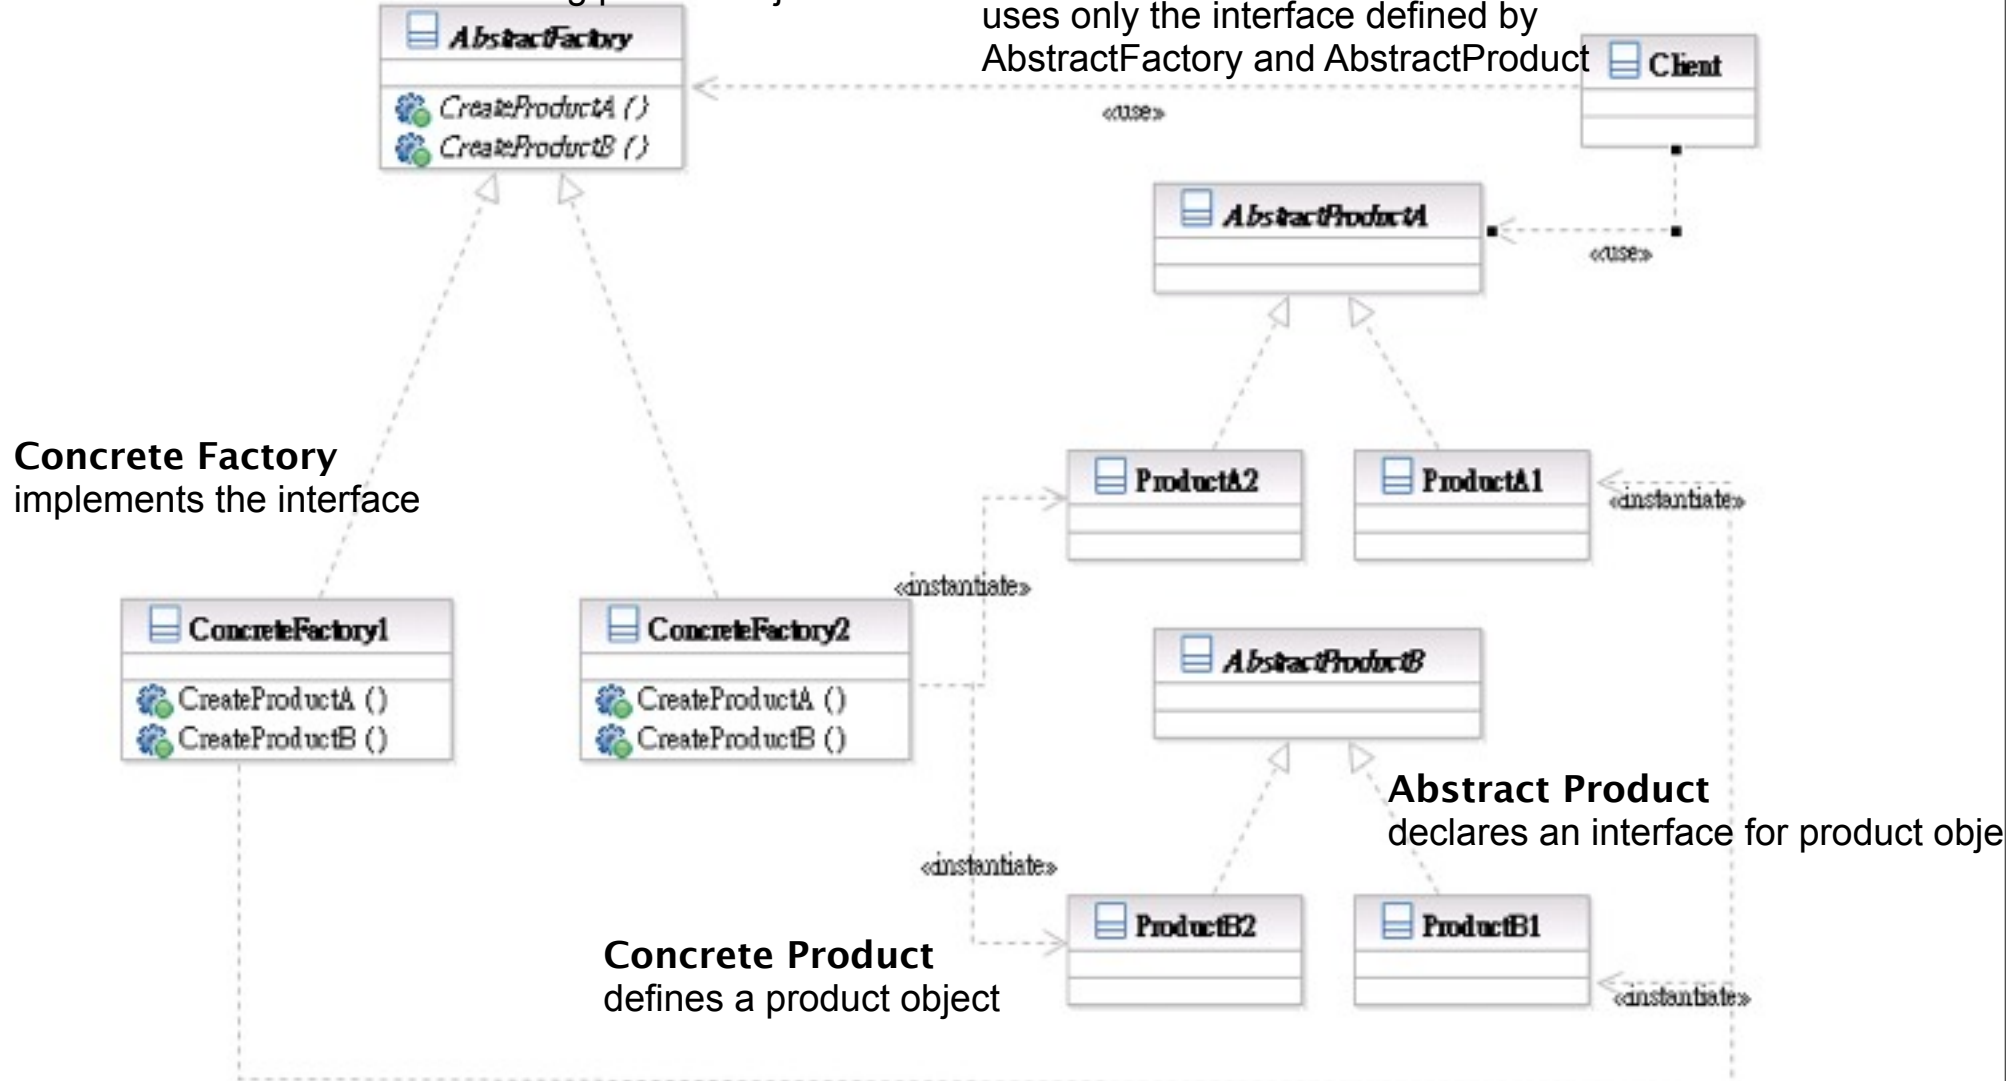 uses only the interface defined by
AbstractFactory and AbstractProduct
AbstractFactory
CreateProductA ()
CreateProductB ()
Client
«use»
AbstractProductA
«use»
Concrete Factory
implements the interface
ProductA2
ProductA1
«instantiate»
«instantiate»
ConcreteFactory1
CreateProductA ()
CreateProductB ()
ConcreteFactory2
CreateProductA ()
CreateProductB ()
AbstractProductB
Abstract Product
declares an interface for product obje
«instantiate»
Concrete Product
defines a product object
ProductB2
ProductB1
«instantiate»